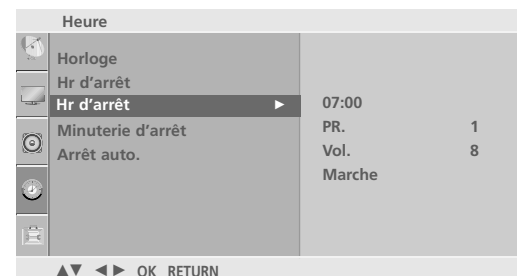 Heure
Horloge
Hr d’arrêt
Hr d’arrêt ► 07:00
PR. 1
Minuterie d’arrêt
Vol. 8
Arrêt auto.
Marche
▲▼ ◄► OK RETURN